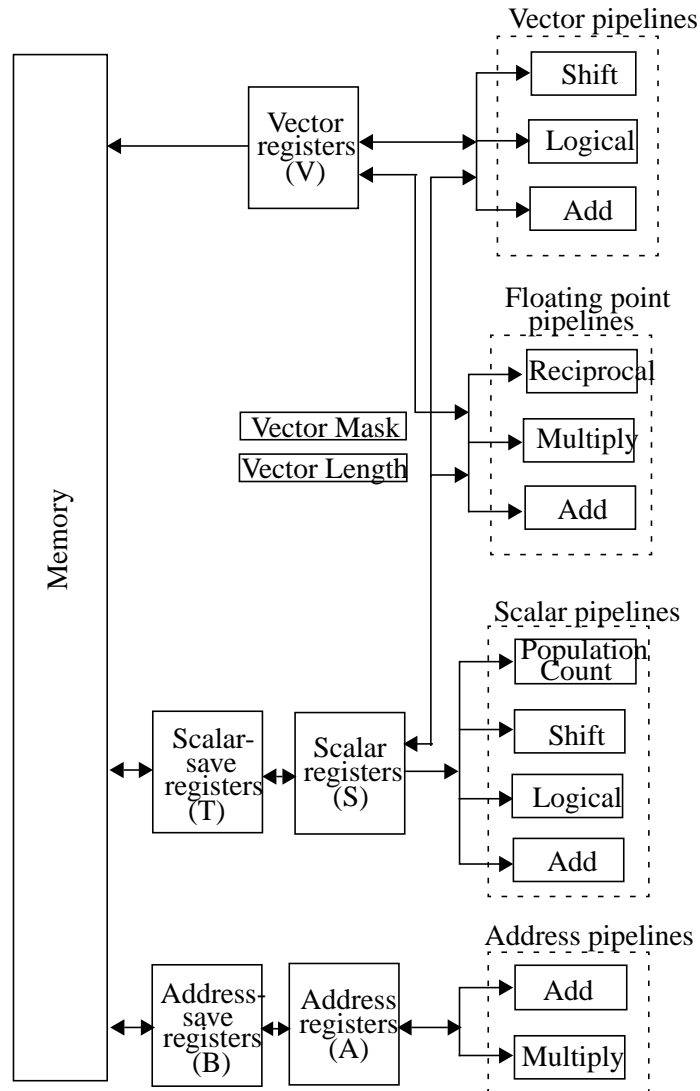 Vector pipelines
Shift
Logical
Add
Vector
registers
(V)
Floating point
pipelines
Reciprocal
Multiply
Add
Vector Mask
Vector Length
Memory
Scalar pipelines
Population
Count
Shift
Logical
Add
Scalar-
save
registers
(T)
Scalar
registers
(S)
Address pipelines
Add
Multiply
Address-
save
registers
(B)
Address
registers
(A)